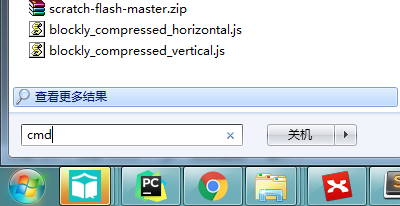 scratch-flash-master.zip
blockly_compressed_horizontal.js
blockly_compressed_vertical.js
查看更多结果
cmd
关机
PC